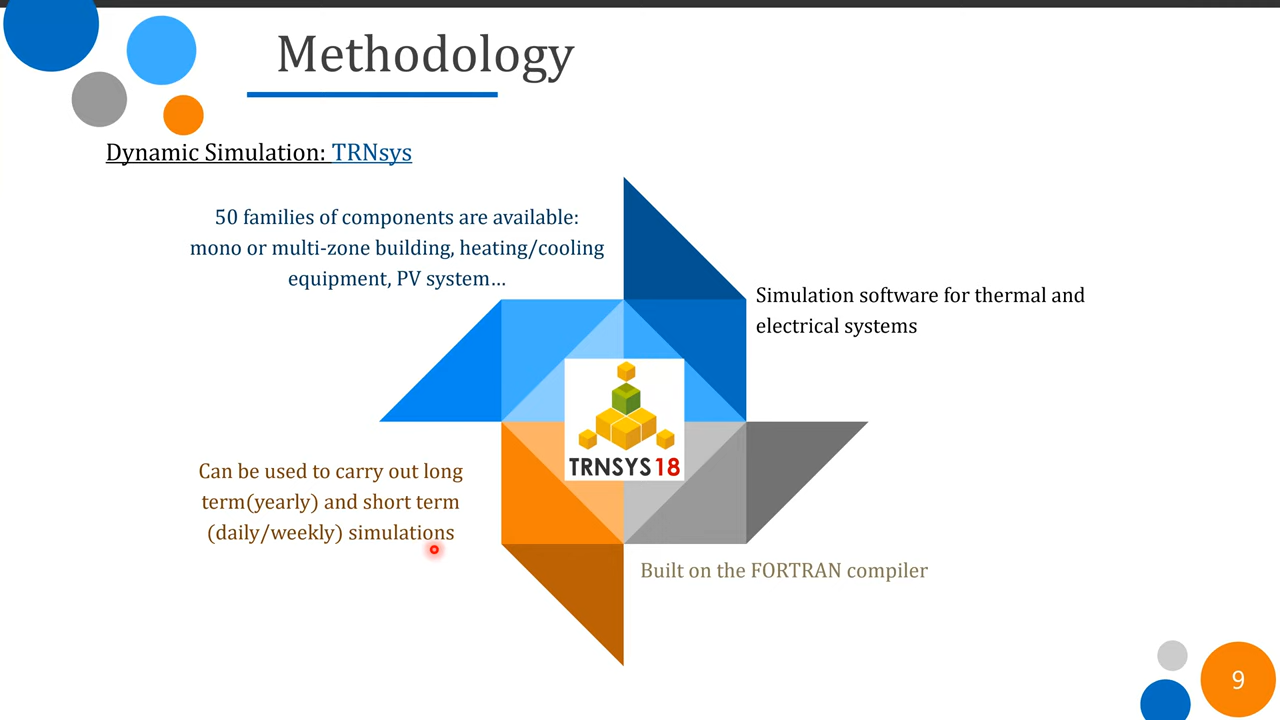 Methodology
Dynamic Simulation: TRNsys
50 families of components are available:
mono or multi-zone building, heating/cooling
equipment, PV system…
Simulation software for thermal and
electrical systems
TRNSYS18
Can be used to carry out long
term(yearly) and short term
(daily/weekly) simulations
Built on the FORTRAN compiler
9